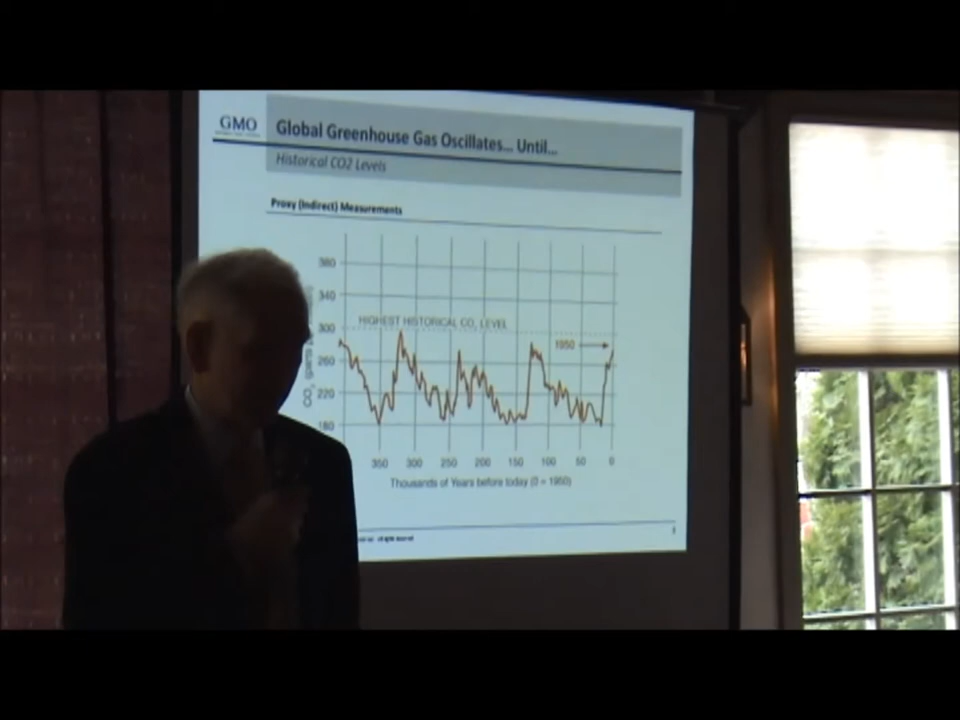 GMO
Global Greenhouse Gas Oscillates... Until...
Historical CO2 Levels
Proxy (Indirect) Measurements
380
340
300
260
220
180
HIGHEST HISTORICAL CO₂ LEVEL
1950
CO₂
350 300 250 200 150 100 50 0
Thousands of Years before today (0 = 1950)